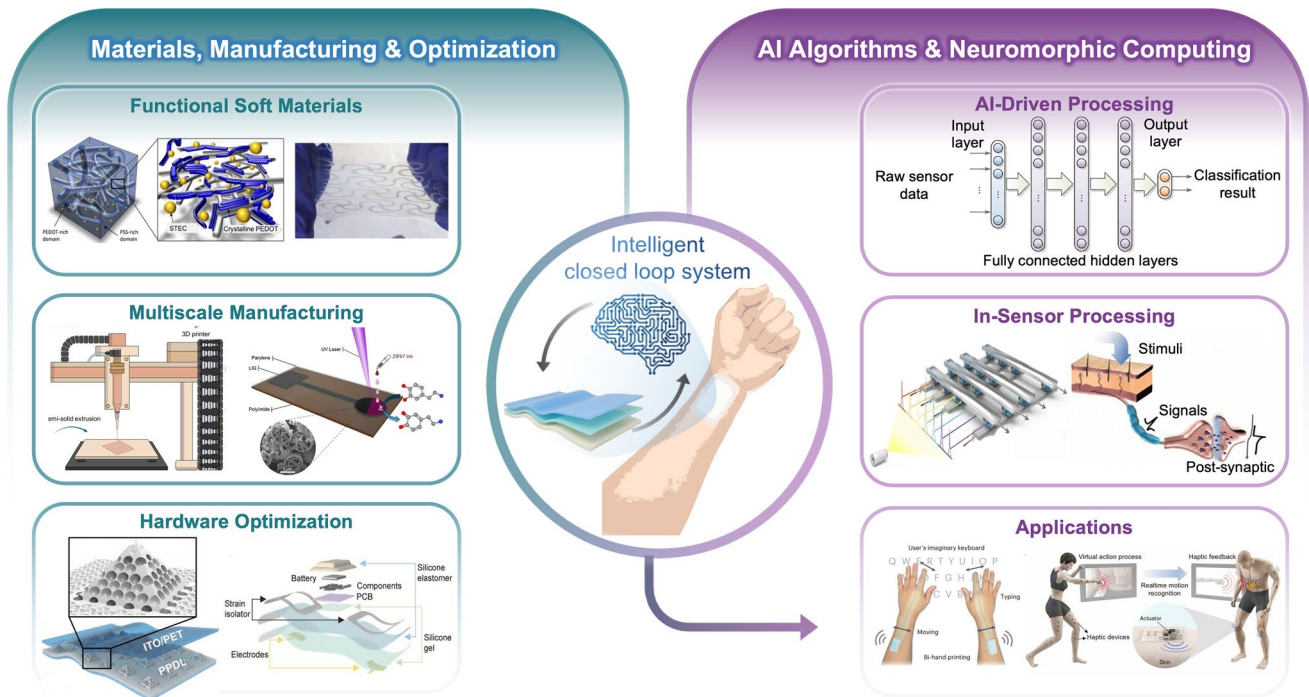 Materials, Manufacturing & Optimization
Functional Soft Materials
PEDOT-rich
domain
PSS-rich
domain
STEC
Crystalline PEDOT
Multiscale Manufacturing
3D printer
semi-solid extrusion
UV Laser
ZIF67 Ink
Parylene
LIG
Polyimide
Hardware Optimization
ITO/PET
PPDL
Battery
Components
PCB
Silicone
elastomer
Strain
isolator
Silicone
gel
Electrodes
Intelligent
closed loop system
AI Algorithms & Neuromorphic Computing
AI-Driven Processing
Input
layer
Output
layer
Raw sensor
data
Classification
result
Fully connected hidden layers
In-Sensor Processing
Stimuli
Signals
Post-synaptic
Applications
User's imaginary keyboard
Q W E R T Y U I O P
F G H J
C V B
Typing
Moving
Bi-hand printing
Virtual action process
Haptic feedback
Realtime motion
recognition
Actuator
Haptic devices
Skin